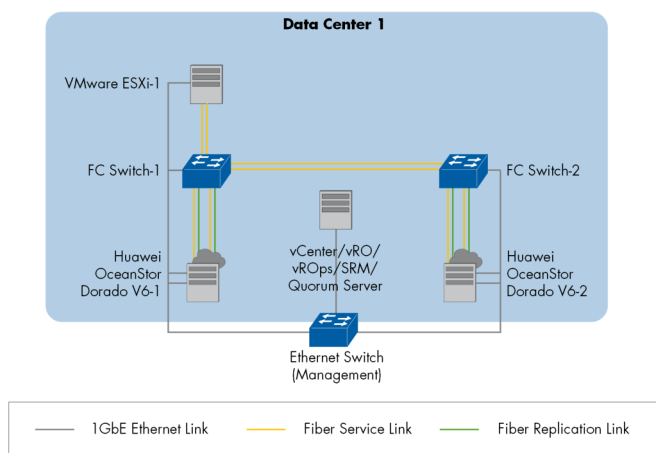 Data Center 1
VMware ESXi-1
FC Switch-1
FC Switch-2
vCenter/vRO/
vROps/SRM/
Quorum Server
Huawei
OceanStor
Dorado V6-1
Huawei
OceanStor
Dorado V6-2
Ethernet Switch
(Management)
1GbE Ethernet Link
Fiber Service Link
Fiber Replication Link